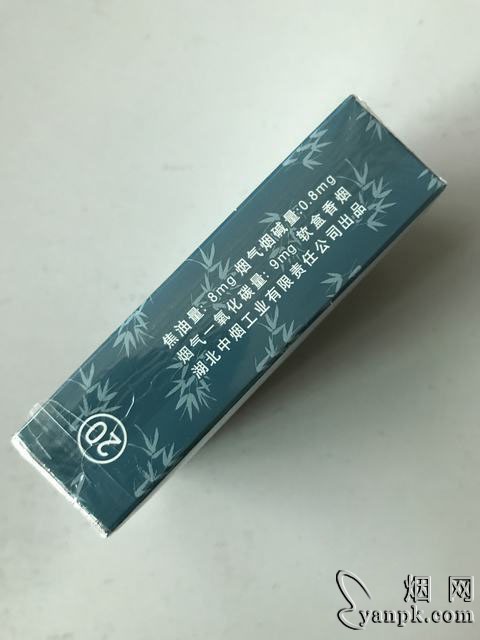 焦油量: 8mg 烟气烟碱量:0.8mg
烟气一氧化碳量: 9mg 软盒香烟
湖北中烟工业有限责任公司出品
20
烟网
yanpk.com